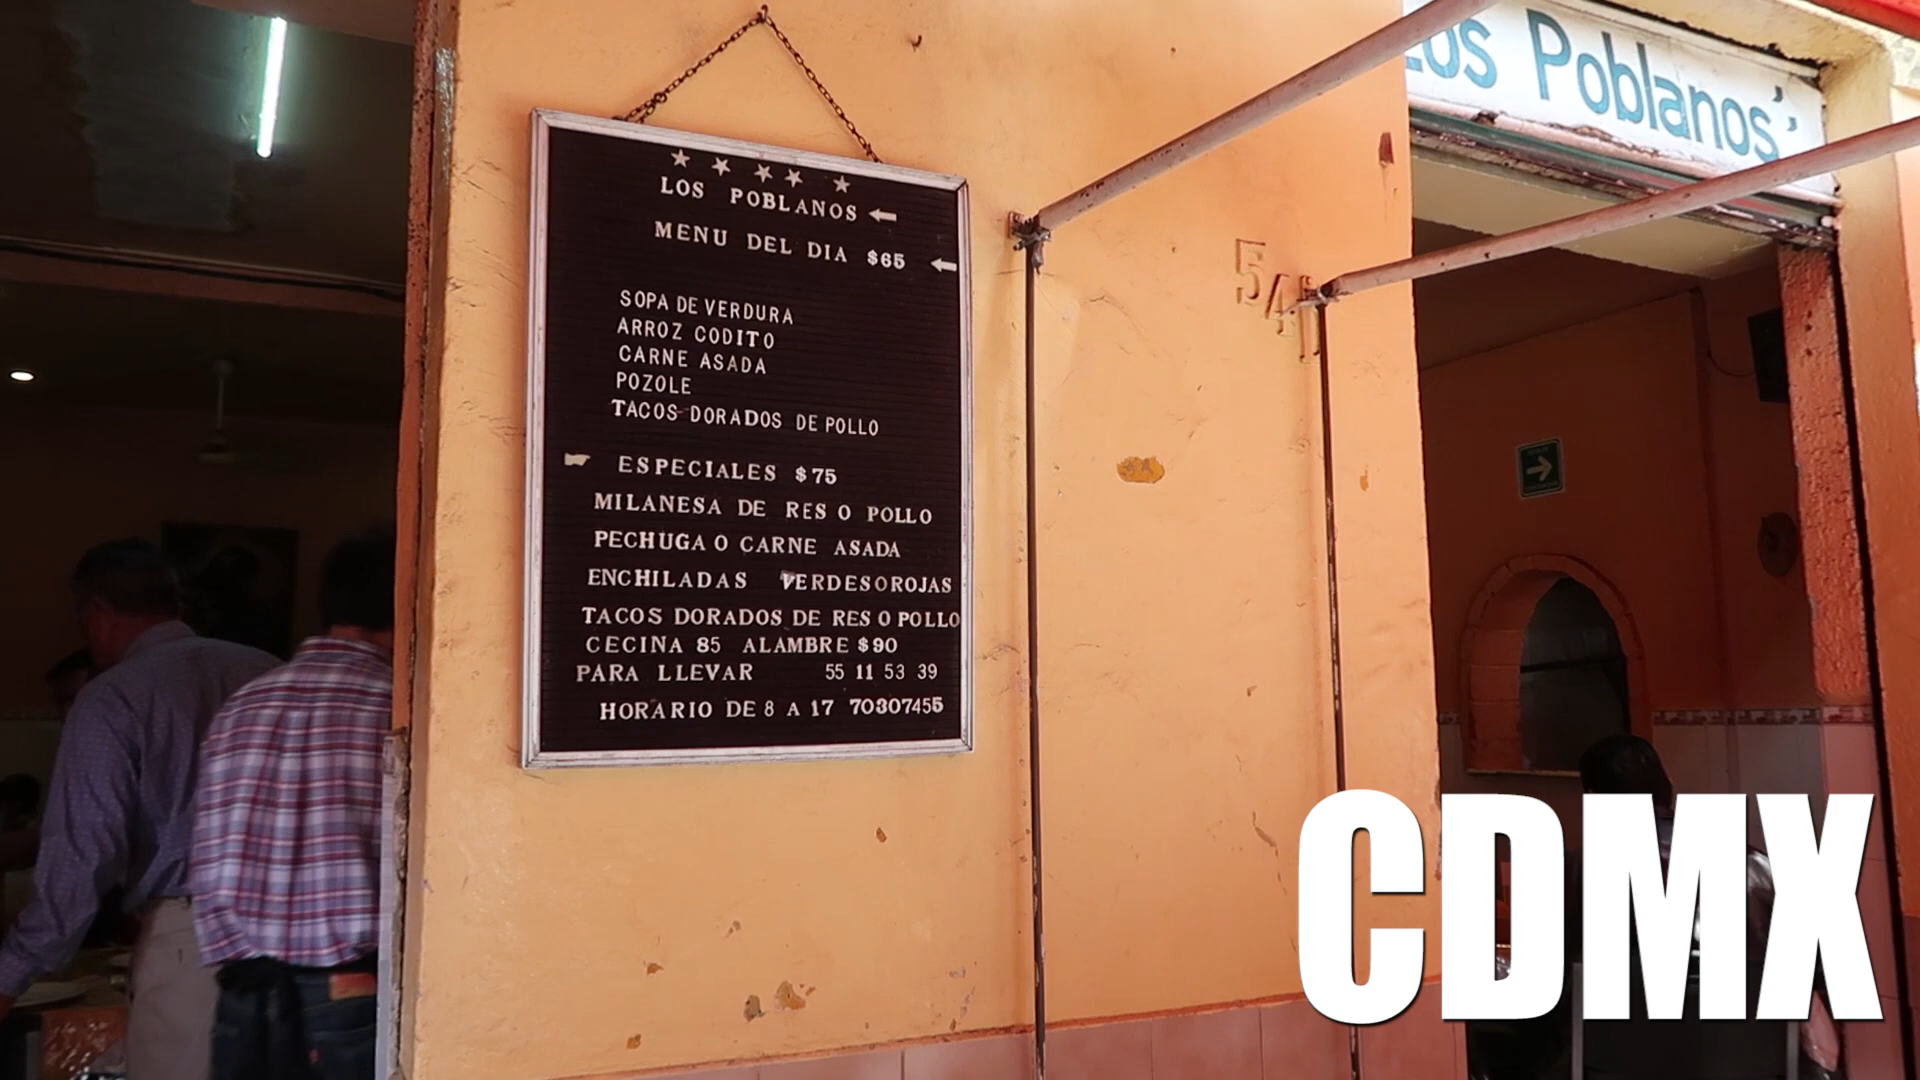 ★ ★ ★ ★ ★
LOS POBLANOS ←
MENU DEL DIA $65 ←
SOPA DE VERDURA
ARROZ CODITO
CARNE ASADA
POZOLE
TACOS DORADOS DE POLLO
ESPECIALES $75
MILANESA DE RES O POLLO
PECHUGA O CARNE ASADA
ENCHILADAS VERDES O ROJAS
TACOS DORADOS DE RES O POLLO
CECINA 85 ALAMBRE $90
PARA LLEVAR 55 11 53 39
HORARIO DE 8 A 17 70307455
Los Poblanos’
CDMX